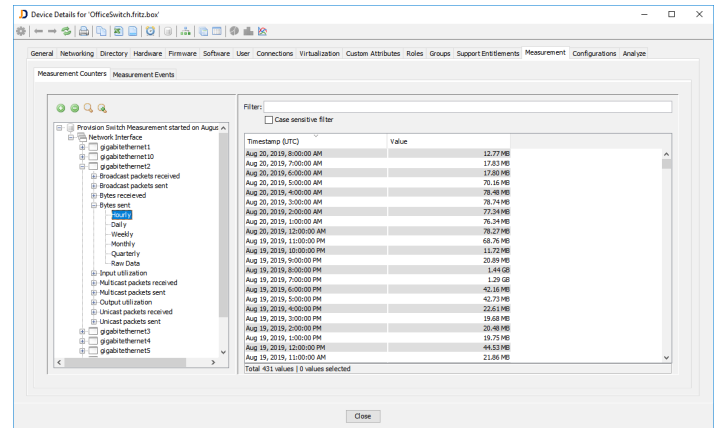 Device Details for 'OfficeSwitch.fritz.box'
General Networking Directory Hardware Firmware Software User Connections Virtualization Custom Attributes Roles Groups Support Entitlements Measurement Configurations Analyze
Measurement Counters Measurement Events
Filter:
Case sensitive filter
Provision Switch Measurement started on Augus
Network Interface
gigabitethernet1
gigabitethernet10
gigabitethernet2
Broadcast packets received
Broadcast packets sent
Bytes receieved
Bytes sent
Hourly
Daily
Weekly
Monthly
Quarterly
Raw Data
Input utilization
Multicast packets received
Multicast packets sent
Output utilization
Unicast packets received
Unicast packets sent
gigabitethernet3
gigabitethernet4
gigabitethernet5
Timestamp (UTC) Value
Aug 20, 2019, 8:00:00 AM 12.77 MB
Aug 20, 2019, 7:00:00 AM 17.83 MB
Aug 20, 2019, 6:00:00 AM 17.80 MB
Aug 20, 2019, 5:00:00 AM 70.16 MB
Aug 20, 2019, 4:00:00 AM 78.48 MB
Aug 20, 2019, 3:00:00 AM 78.74 MB
Aug 20, 2019, 2:00:00 AM 77.34 MB
Aug 20, 2019, 1:00:00 AM 76.34 MB
Aug 20, 2019, 12:00:00 AM 78.27 MB
Aug 19, 2019, 11:00:00 PM 68.76 MB
Aug 19, 2019, 10:00:00 PM 11.72 MB
Aug 19, 2019, 9:00:00 PM 20.89 MB
Aug 19, 2019, 8:00:00 PM 1.44 GB
Aug 19, 2019, 7:00:00 PM 1.29 GB
Aug 19, 2019, 6:00:00 PM 42.16 MB
Aug 19, 2019, 5:00:00 PM 42.73 MB
Aug 19, 2019, 4:00:00 PM 22.61 MB
Aug 19, 2019, 3:00:00 PM 19.68 MB
Aug 19, 2019, 2:00:00 PM 20.48 MB
Aug 19, 2019, 1:00:00 PM 19.75 MB
Aug 19, 2019, 12:00:00 PM 44.53 MB
Aug 19, 2019, 11:00:00 AM 21.86 MB
Total 431 values | 0 values selected
Close